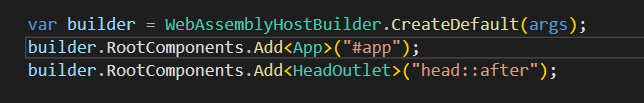 var builder = WebAssemblyHostBuilder.CreateDefault(args);
builder.RootComponents.Add<App>("#app");
builder.RootComponents.Add<HeadOutlet>("head::after");